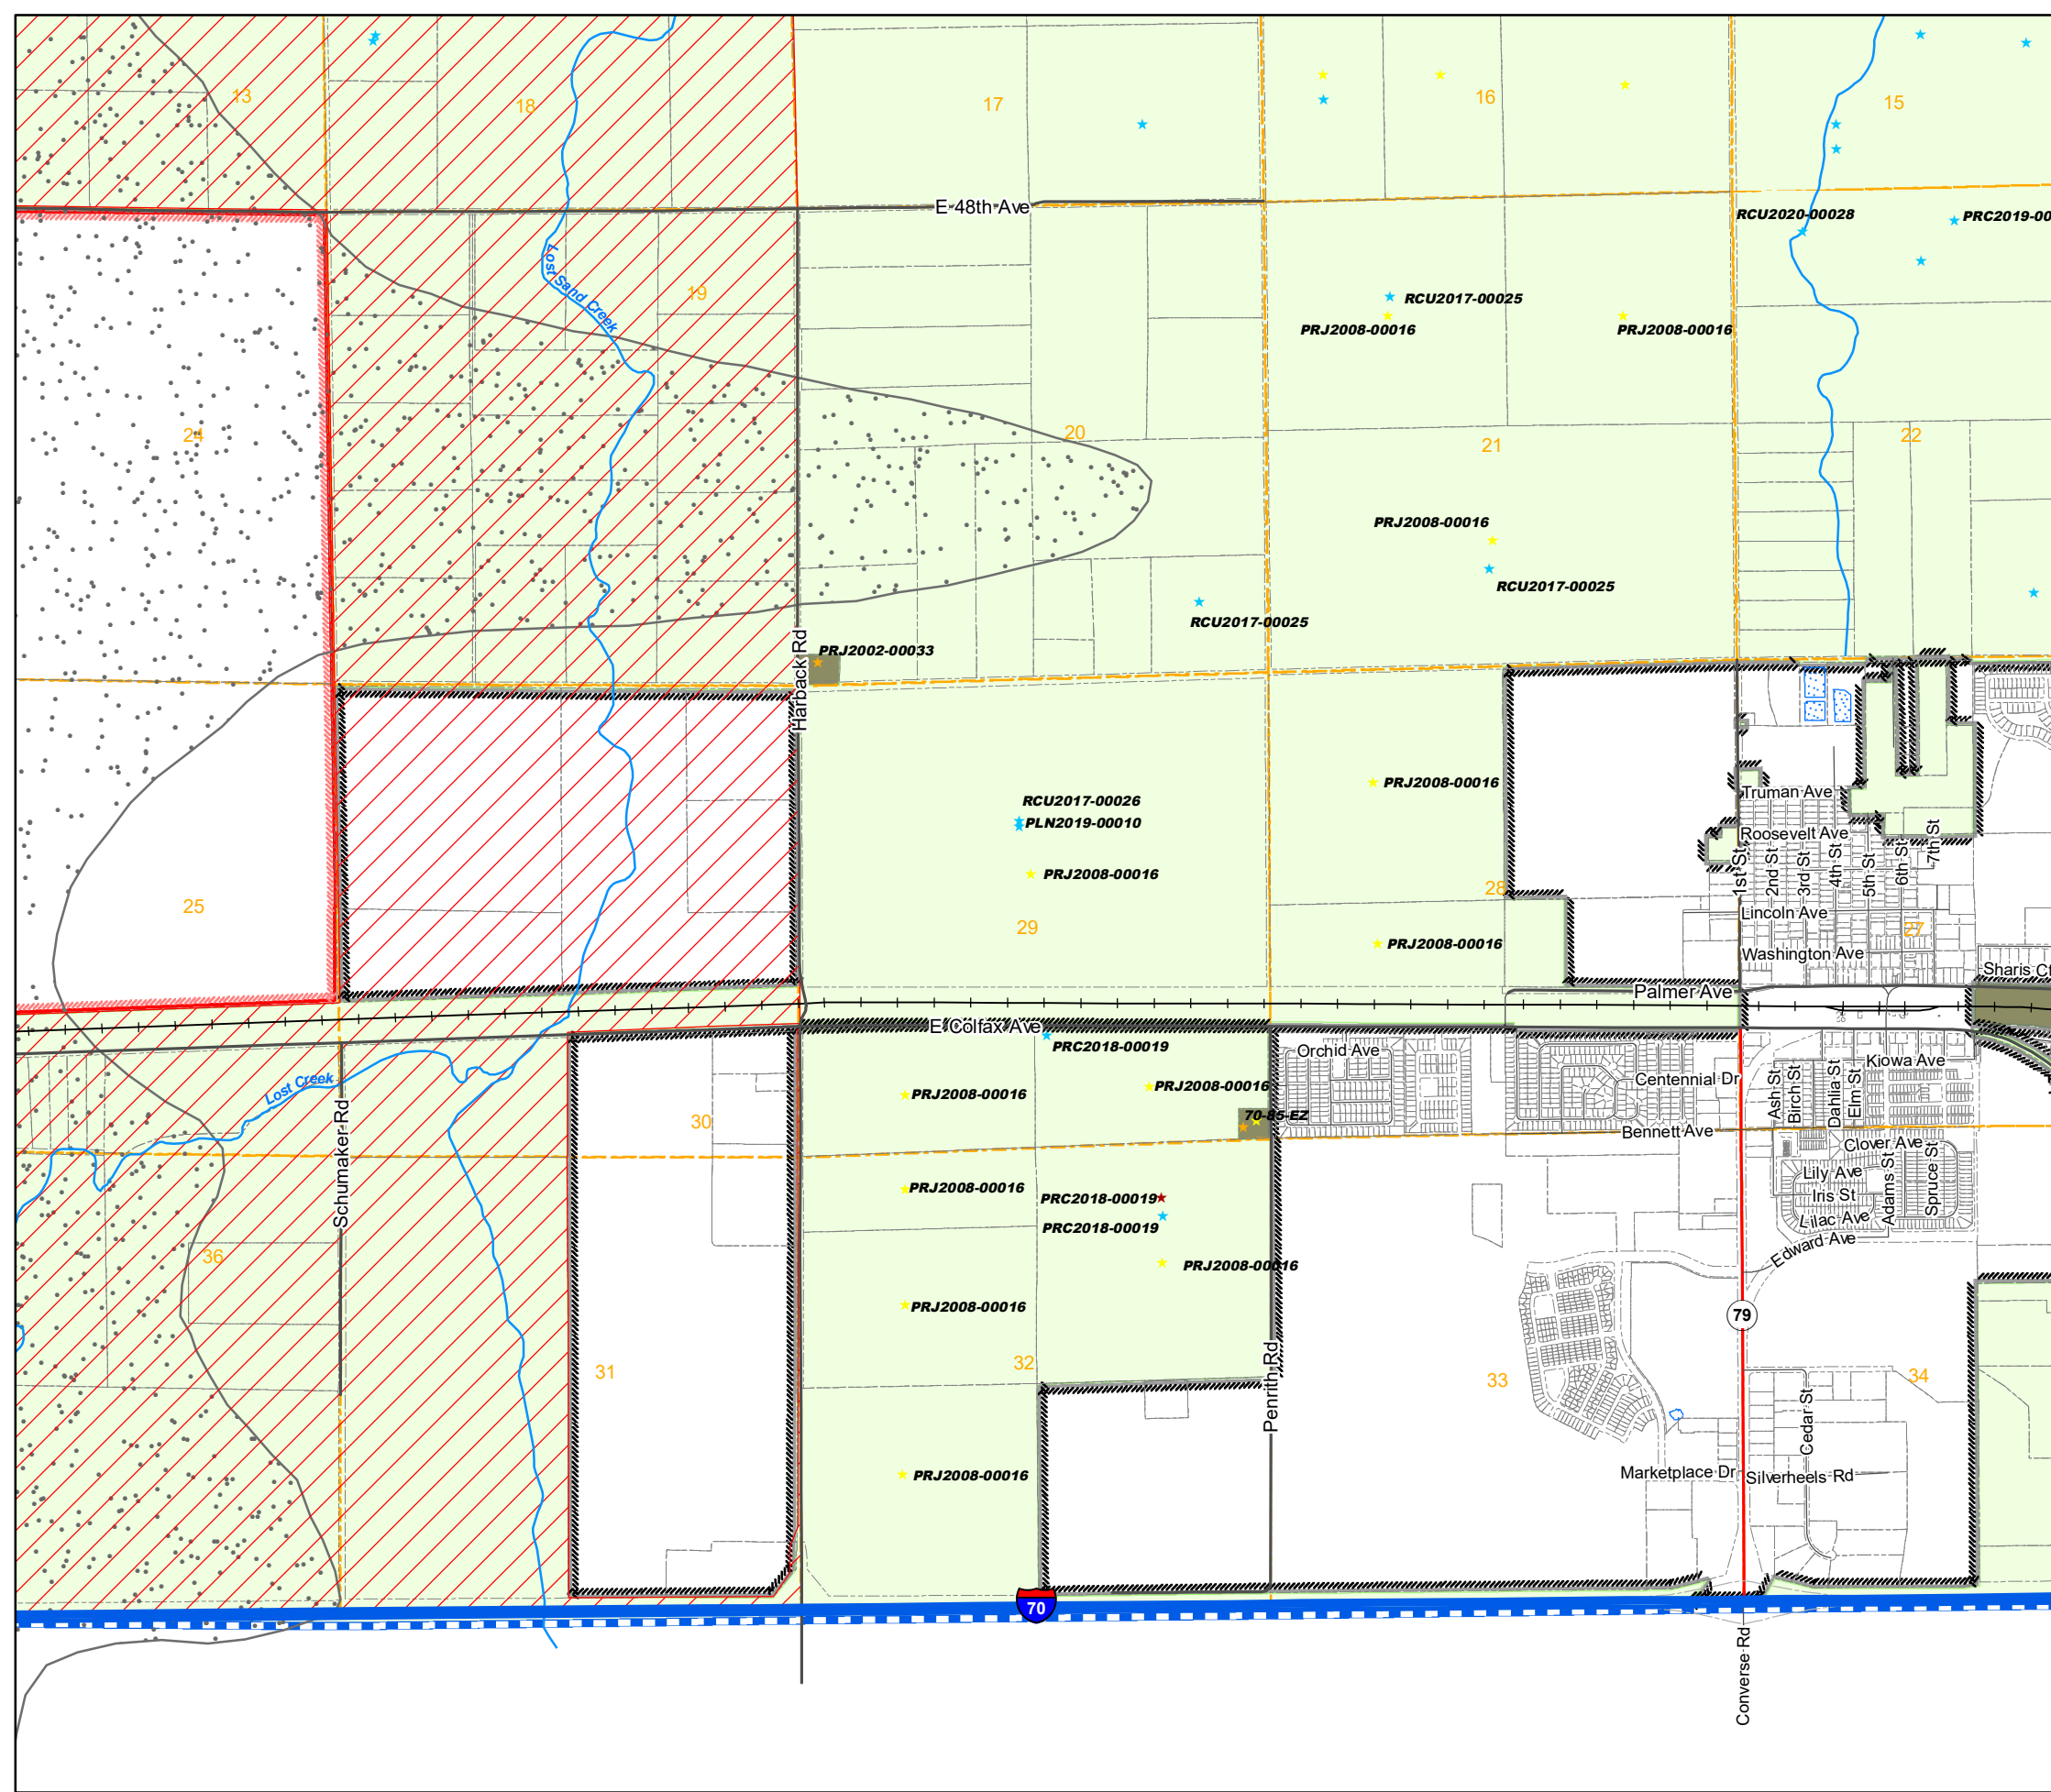 13
18
17
16
15
E 48th Ave
RCU2020-00028
PRC2019-00
Lost Sand Creek
19
RCU2017-00025
PRJ2008-00016
PRJ2008-00016
24
20
21
22
PRJ2008-00016
RCU2017-00025
RCU2017-00025
PRJ2002-00033
Harback Rd
PRJ2008-00016
Truman Ave
RCU2017-00026
PLN2019-00010
Roosevelt Ave
7th St
1st St
2nd St
3rd St
4th St
5th St
6th St
PRJ2008-00016
28
25
29
Lincoln Ave
27
PRJ2008-00016
Washington Ave
Sharis Ct
Palmer Ave
E Colfax Ave
PRC2018-00019
Orchid Ave
Kiowa Ave
Centennial Dr
Ash St
Birch St
Dahlia St
Elm St
Lost Creek
PRJ2008-00016
PRJ2008-00016
70-85-EZ
30
Bennett Ave
Clover Ave
Schumaker Rd
Lily Ave
Adams St
Spruce St
PRJ2008-00016
PRC2018-00019
Iris St
PRC2018-00019
Lilac Ave
Edward Ave
36
PRJ2008-00016
PRJ2008-00016
79
31
32
Penrith Rd
33
34
Cedar St
PRJ2008-00016
Marketplace Dr
Silverheels Rd
70
Converse Rd